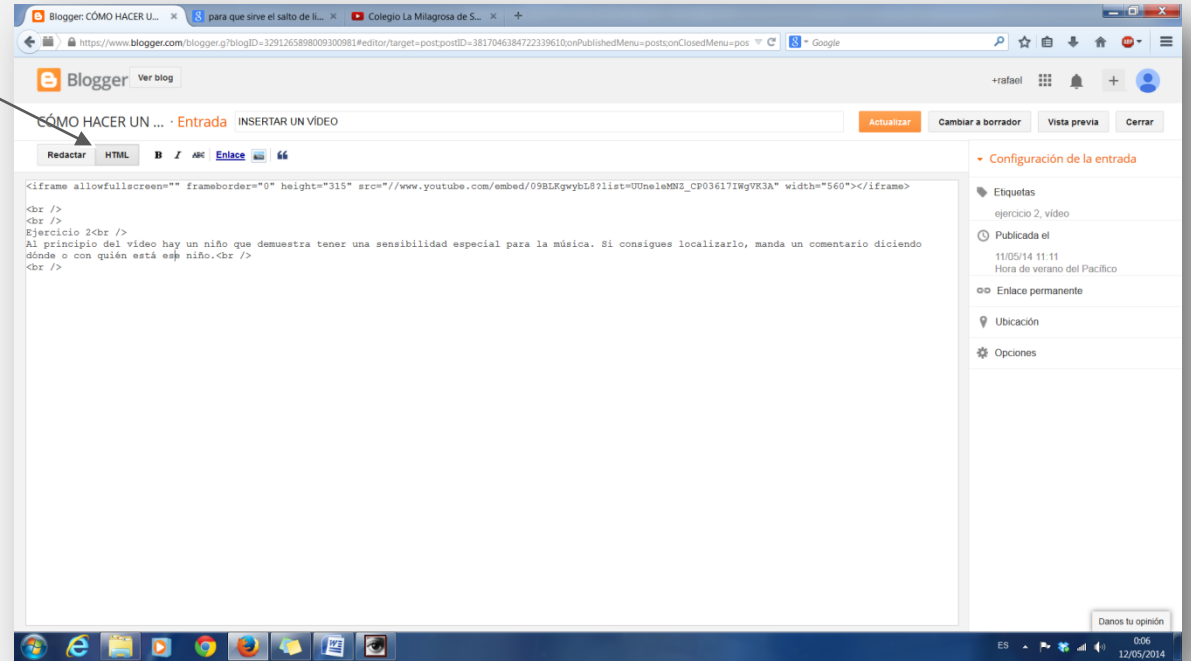 Blogger: CÓMO HACER U...
para que sirve el salto de li...
Colegio La Milagrosa de S...
https://www.blogger.com/blogger.g?blogID=3291265898009300981#editor/target=post;postID=3817046384722339610;onPublishedMenu=posts;onClosedMenu=pos
Google
Blogger
Ver blog
+rafael
CÓMO HACER UN ... · Entrada
INSERTAR UN VÍDEO
Actualizar
Cambiar a borrador
Vista previa
Cerrar
Redactar
HTML
B I ABC Enlace
<iframe allowfullscreen="" frameborder="0" height="315" src="//www.youtube.com/embed/09BLKgwybL8?list=UUneleMNZ_CP03617IWgVK3A" width="560"></iframe>
<br />
<br />
Ejercicio 2<br />
Al principio del vídeo hay un niño que demuestra tener una sensibilidad especial para la música. Si consigues localizarlo, manda un comentario diciendo
dónde o con quién está ese niño.<br />
<br />
Configuración de la entrada
Etiquetas
ejercicio 2, vídeo
Publicada el
11/05/14 11:11
Hora de verano del Pacífico
Enlace permanente
Ubicación
Opciones
Danos tu opinión
ES
0:06
12/05/2014